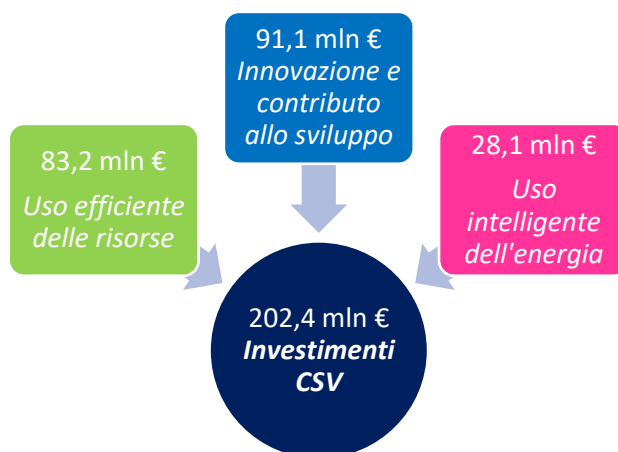 91,1 mln €
Innovazione e
contributo
allo sviluppo
83,2 mln €
Uso efficiente
delle risorse
28,1 mln €
Uso
intelligente
dell'energia
202,4 mln €
Investimenti
CSV